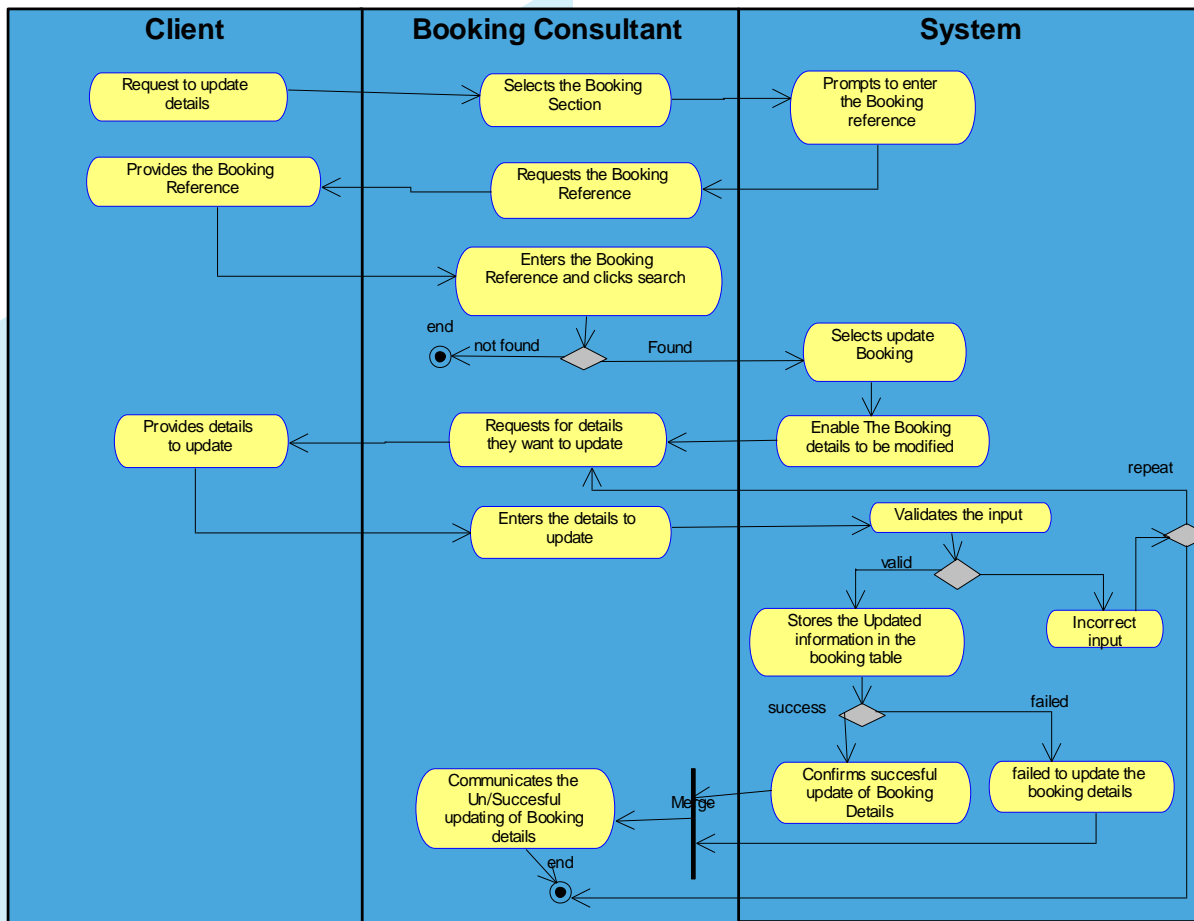 Client
Booking Consultant
System
Request to update
details
Selects the Booking
Section
Prompts to enter
the Booking
reference
Provides the Booking
Reference
Requests the Booking
Reference
Enters the Booking
Reference and clicks search
end
not found
Found
Selects update
Booking
Provides details
to update
Requests for details
they want to update
Enable The Booking
details to be modified
repeat
Enters the details to
update
Validates the input
valid
Stores the Updated
information in the
booking table
Incorrect
input
success
failed
Communicates the
Un/Succesful
updating of Booking
details
Merge
Confirms succesful
update of Booking
Details
failed to update the
booking details
end